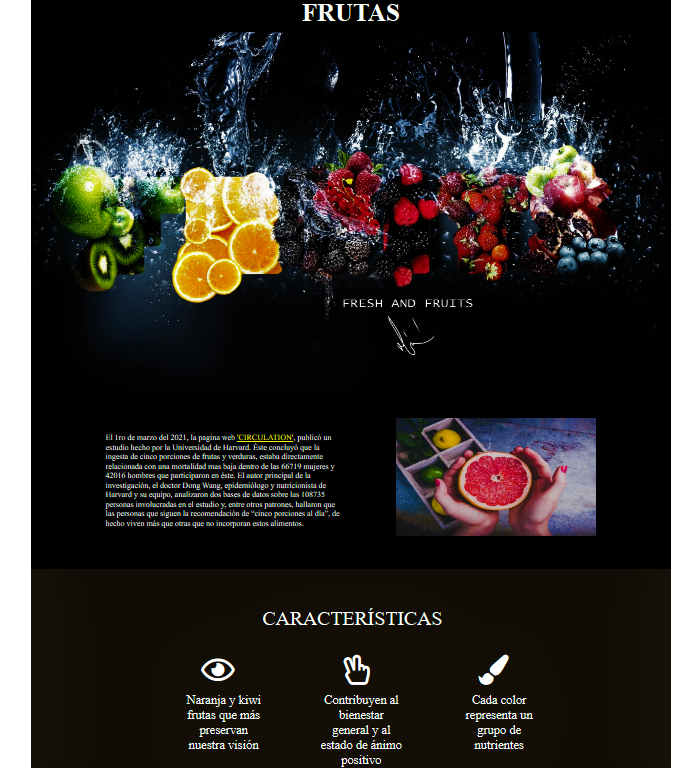 FRUTAS
FRESH AND FRUITS
El 1ro de marzo del 2021, la pagina web 'CIRCULATION', publicó un
estudio hecho por la Universidad de Harvard. Éste concluyó que la
ingesta de cinco porciones de frutas y verduras, estaba directamente
relacionada con una mortalidad mas baja dentro de las 66719 mujeres y
42016 hombres que participaron en éste. El autor principal de la
investigación, el doctor Dong Wang, epidemiólogo y nutricionista de
Harvard y su equipo, analizaron dos bases de datos sobre las 108735
personas involucradas en el estudio y, entre otros patrones, hallaron que
las personas que siguen la recomendación de “cinco porciones al día”, de
hecho viven más que otras que no incorporan estos alimentos.
CARACTERÍSTICAS
Naranja y kiwi
frutas que más
preservan
nuestra visión
Contribuyen al
bienestar
general y al
estado de ánimo
positivo
Cada color
representa un
grupo de
nutrientes